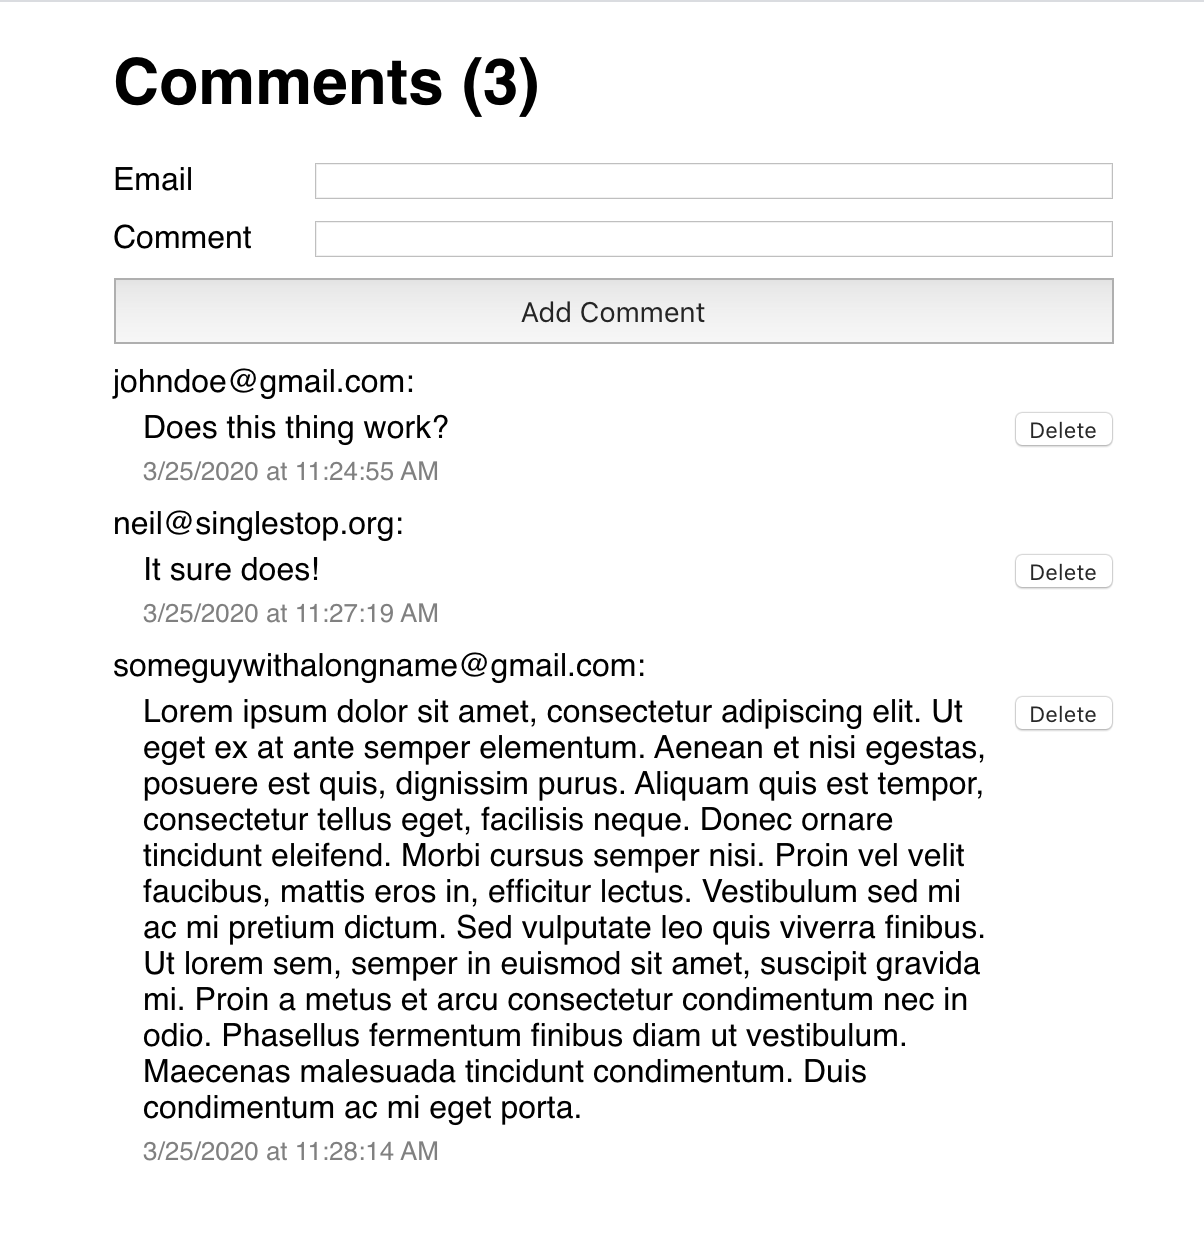 Comments (3)
Email
Comment
Add Comment
johndoe@gmail.com:
Does this thing work?
Delete
3/25/2020 at 11:24:55 AM
neil@singlestop.org:
It sure does!
Delete
3/25/2020 at 11:27:19 AM
someguywithalongname@gmail.com:
Lorem ipsum dolor sit amet, consectetur adipiscing elit. Ut
Delete
eget ex at ante semper elementum. Aenean et nisi egestas,
posuere est quis, dignissim purus. Aliquam quis est tempor,
consectetur tellus eget, facilisis neque. Donec ornare
tincidunt eleifend. Morbi cursus semper nisi. Proin vel velit
faucibus, mattis eros in, efficitur lectus. Vestibulum sed mi
ac mi pretium dictum. Sed vulputate leo quis viverra finibus.
Ut lorem sem, semper in euismod sit amet, suscipit gravida
mi. Proin a metus et arcu consectetur condimentum nec in
odio. Phasellus fermentum finibus diam ut vestibulum.
Maecenas malesuada tincidunt condimentum. Duis
condimentum ac mi eget porta.
3/25/2020 at 11:28:14 AM